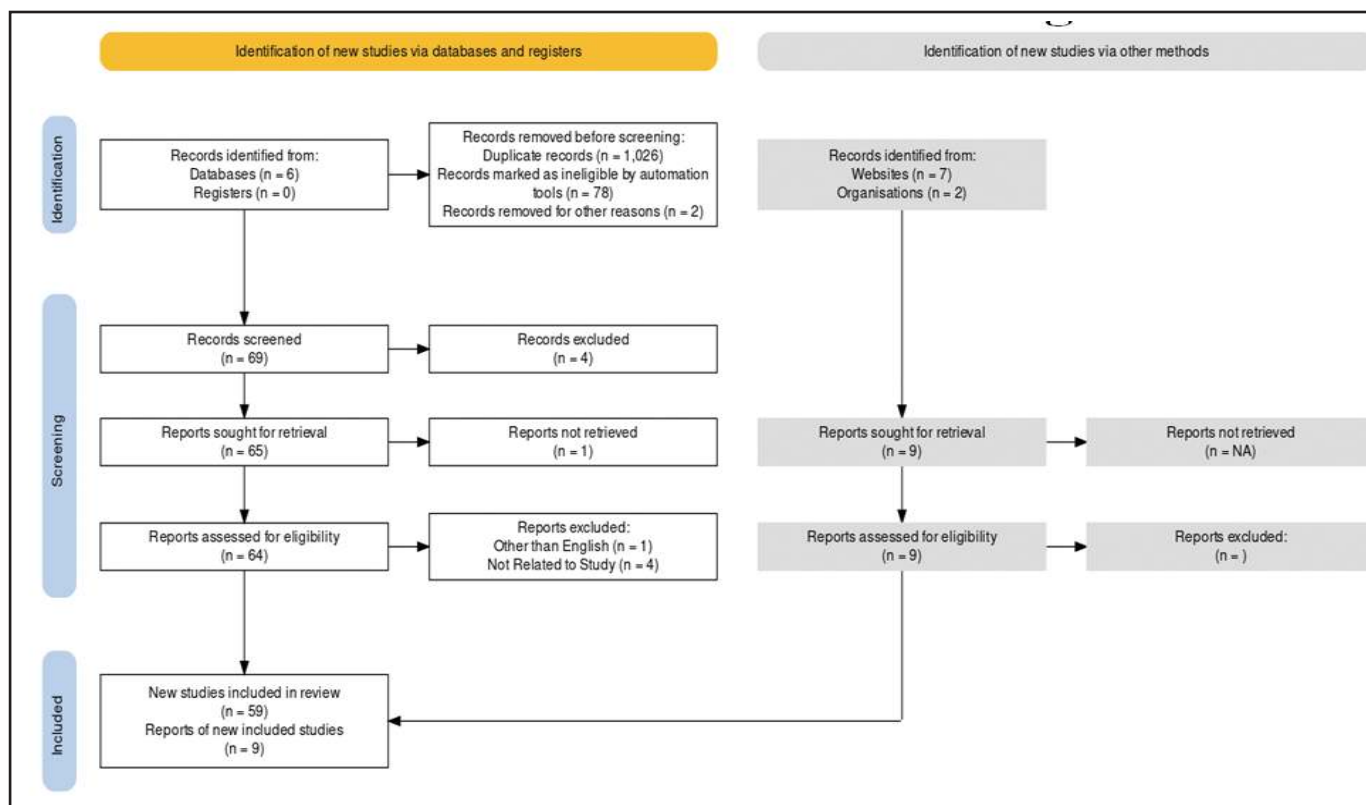 Identification of new studies via databases and registers
Identification of new studies via other methods
Identification
Records identified from:
Databases (n = 6)
Registers (n = 0)
Records removed before screening:
Duplicate records (n = 1,026)
Records marked as ineligible by automation
tools (n = 78)
Records removed for other reasons (n = 2)
Records identified from:
Websites (n = 7)
Organisations (n = 2)
Screening
Records screened
(n = 69)
Records excluded
(n = 4)
Reports sought for retrieval
(n = 65)
Reports not retrieved
(n = 1)
Reports sought for retrieval
(n = 9)
Reports not retrieved
(n = NA)
Reports assessed for eligibility
(n = 64)
Reports excluded:
Other than English (n = 1)
Not Related to Study (n = 4)
Reports assessed for eligibility
(n = 9)
Reports excluded:
(n = )
Included
New studies included in review
(n = 59)
Reports of new included studies
(n = 9)